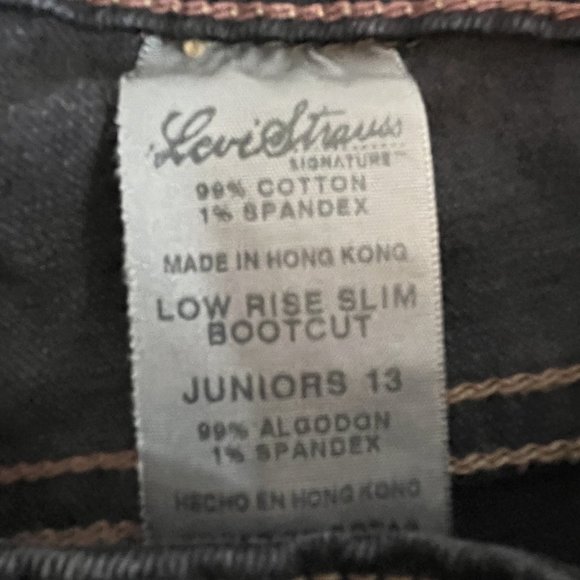 Levi Strauss
SIGNATURE™
99% COTTON
1% SPANDEX
MADE IN HONG KONG
LOW RISE SLIM
BOOTCUT
JUNIORS 13
99% ALGODON
1% SPANDEX
HECHO EN HONG KONG